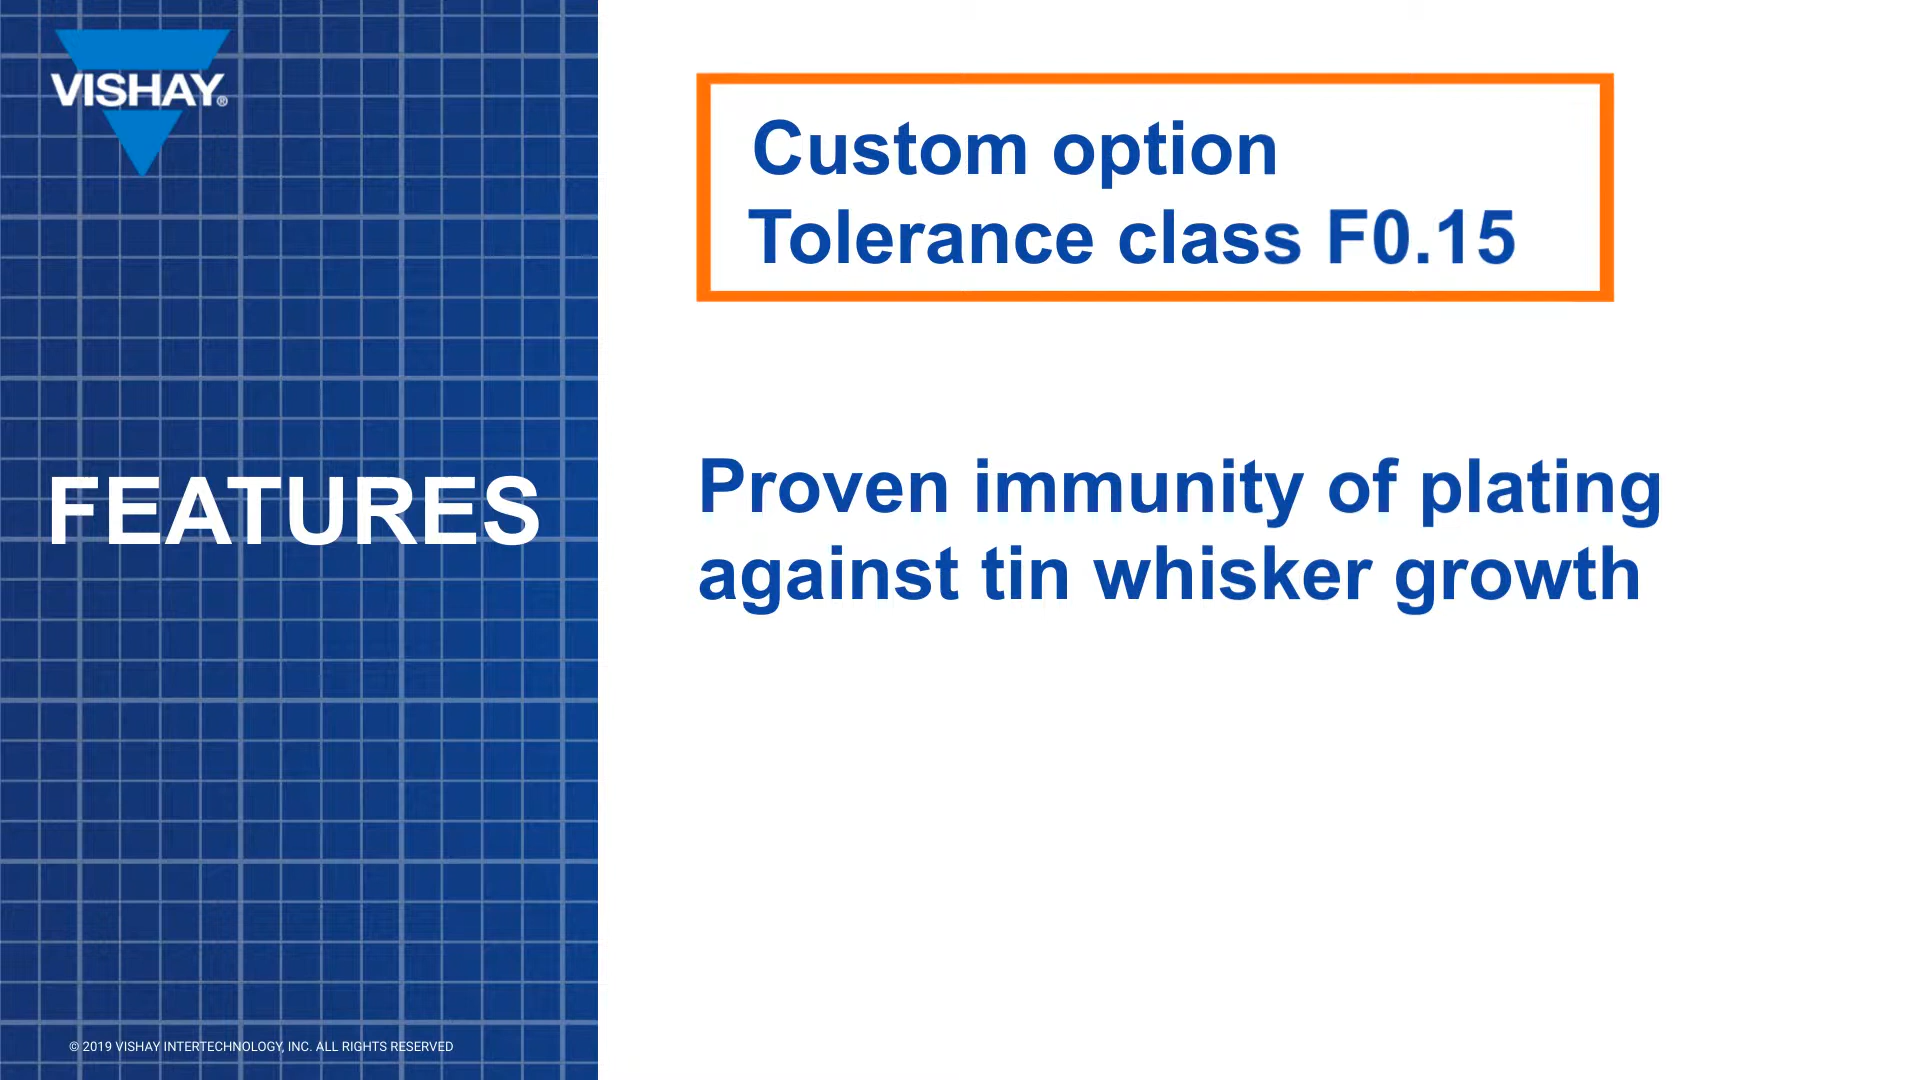 VISHAY®
FEATURES
© 2019 VISHAY INTERTECHNOLOGY, INC. ALL RIGHTS RESERVED
Custom option
Tolerance class F0.15
Proven immunity of plating
against tin whisker growth